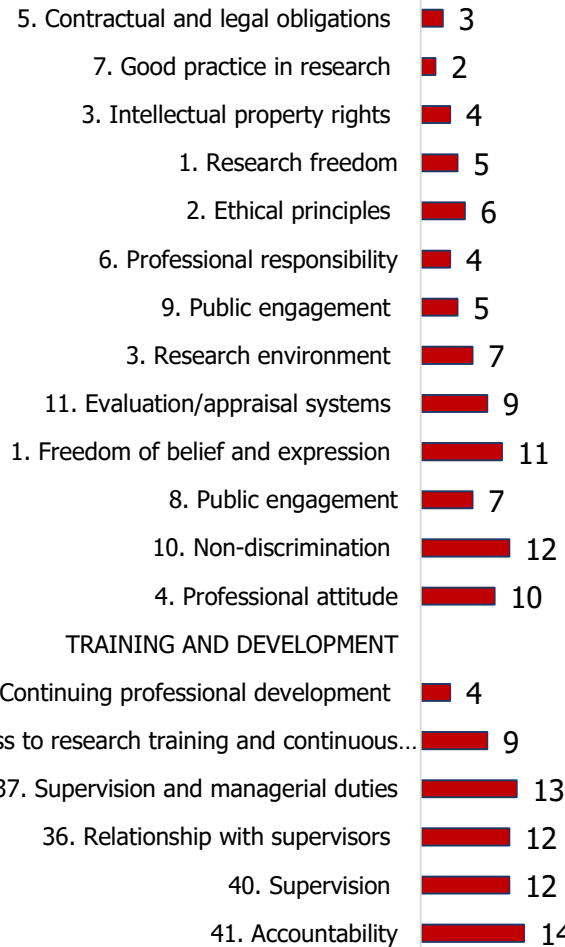 5. Contractual and legal obligations 3
7. Good practice in research 2
3. Intellectual property rights 4
1. Research freedom 5
2. Ethical principles 6
6. Professional responsibility 4
9. Public engagement 5
3. Research environment 7
11. Evaluation/appraisal systems 9
1. Freedom of belief and expression 11
8. Public engagement 7
10. Non-discrimination 12
4. Professional attitude 10
TRAINING AND DEVELOPMENT
Continuing professional development 4
to research training and continuous... 9
37. Supervision and managerial duties 13
36. Relationship with supervisors 12
40. Supervision 12
41. Accountability 14